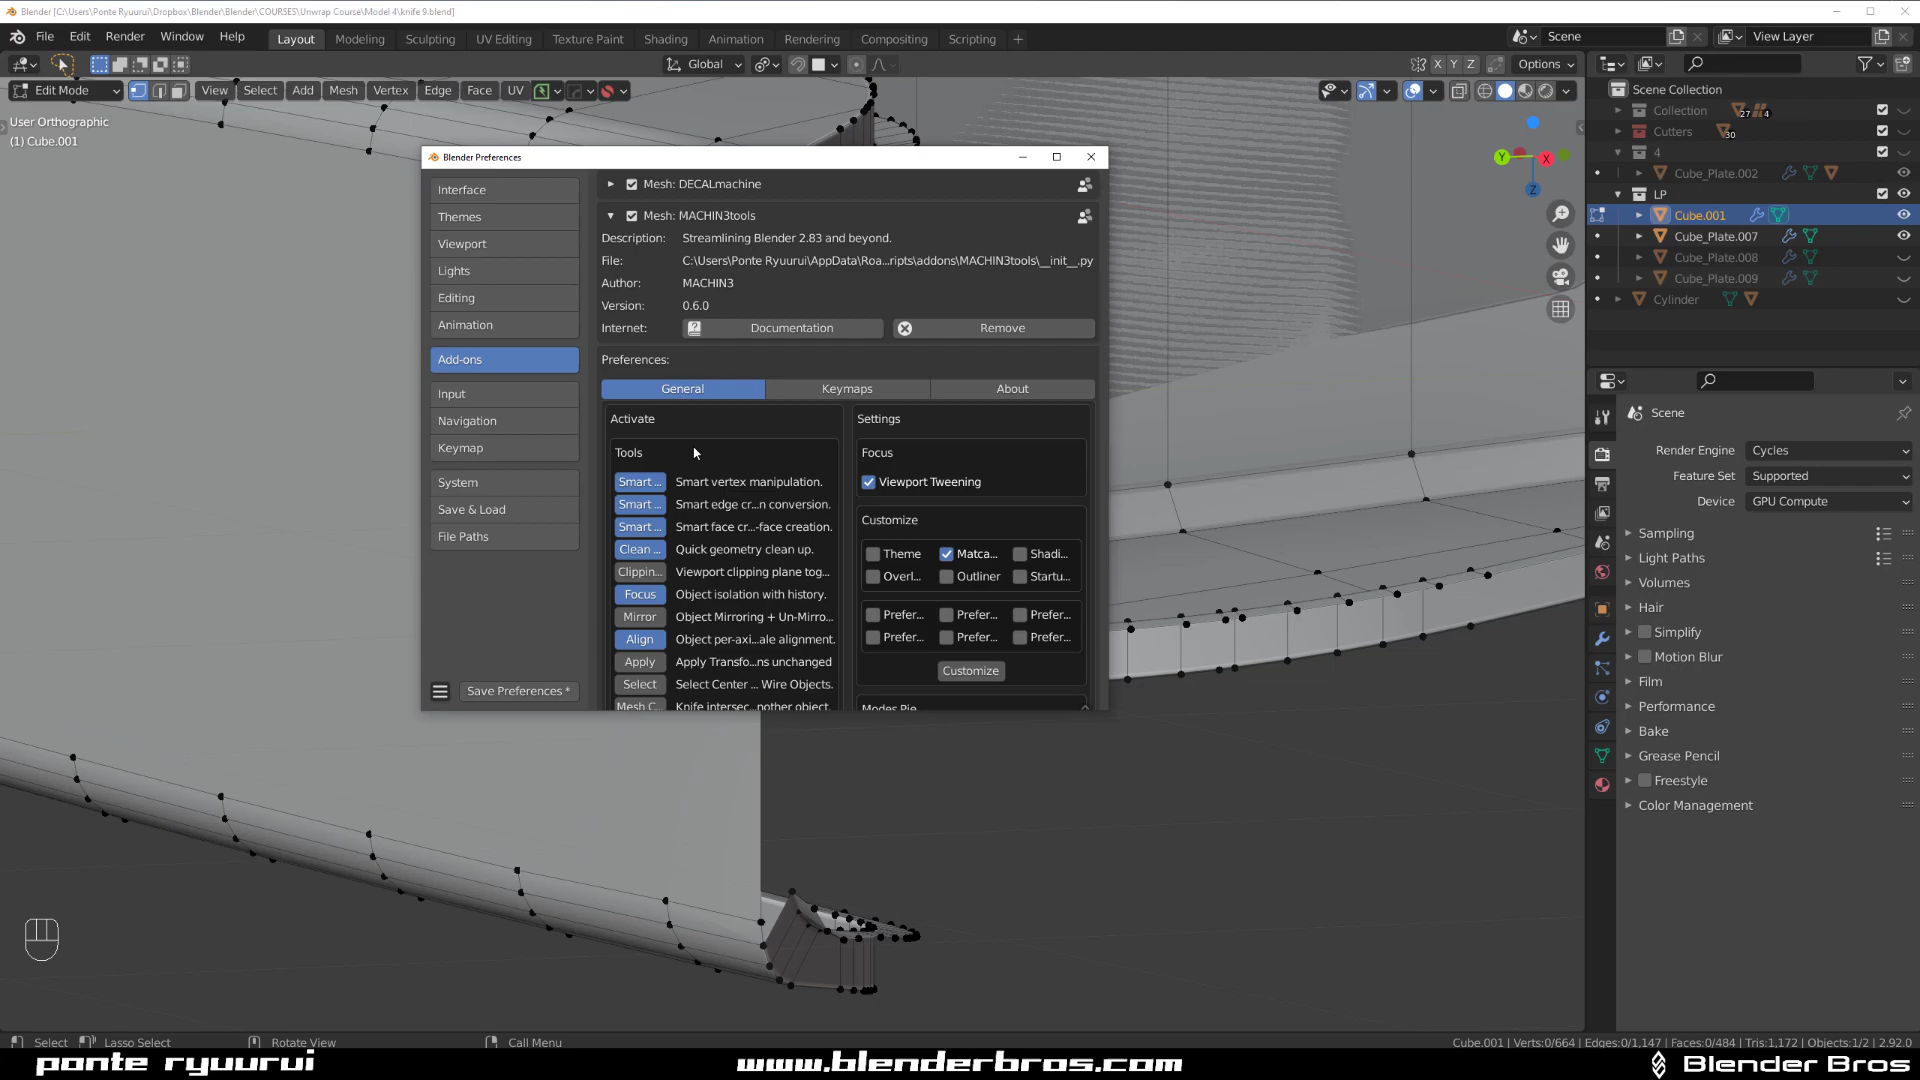 Blender [C:\Users\Ponte Ryuurui\Dropbox\Blender\Blender\COURSES\Unwrap Course\Model 4\knife 9.blend]
File Edit Render Window Help Layout Modeling Sculpting UV Editing Texture Paint Shading Animation Rendering Compositing Scripting + Scene View Layer
Global X Y Z Options
Edit Mode View Select Add Mesh Vertex Edge Face UV
User Orthographic
(1) Cube.001
Y X Z
Blender Preferences
Interface
Themes
Viewport
Lights
Editing
Animation
Add-ons
Input
Navigation
Keymap
System
Save & Load
File Paths
Save Preferences *
Mesh: DECALmachine
Mesh: MACHIN3tools
Description: Streamlining Blender 2.83 and beyond.
File: C:\Users\Ponte Ryuurui\AppData\Roa...ripts\addons\MACHIN3tools\__init__.py
Author: MACHIN3
Version: 0.6.0
Internet: Documentation Remove
Preferences:
General Keymaps About
Activate
Tools
Smart ... Smart vertex manipulation.
Smart ... Smart edge cr...n conversion.
Smart ... Smart face cr...-face creation.
Clean ... Quick geometry clean up.
Clippin... Viewport clipping plane tog...
Focus Object isolation with history.
Mirror Object Mirroring + Un-Mirro...
Align Object per-axi...ale alignment.
Apply Apply Transfo...ns unchanged
Select Select Center ... Wire Objects.
Mesh C... Knife intersec...nother object.
Settings
Focus
Viewport Tweening
Customize
Theme Matca... Shadi...
Overl... Outliner Startu...
Prefer... Prefer... Prefer...
Prefer... Prefer... Prefer...
Customize
Modes Pie
Scene Collection
Collection 27 4
Cutters 30
4
Cube_Plate.002
LP
Cube.001
Cube_Plate.007
Cube_Plate.008
Cube_Plate.009
Cylinder
Scene
Render Engine Cycles
Feature Set Supported
Device GPU Compute
Sampling
Light Paths
Volumes
Hair
Simplify
Motion Blur
Film
Performance
Bake
Grease Pencil
Freestyle
Color Management
Select Lasso Select Rotate View Call Menu
Cube.001 | Verts:0/664 | Edges:0/1,147 | Faces:0/484 | Tris:1,172 | Objects:1/2 | 2.92.0
ponte ryuurui www.blenderbros.com Blender Bros